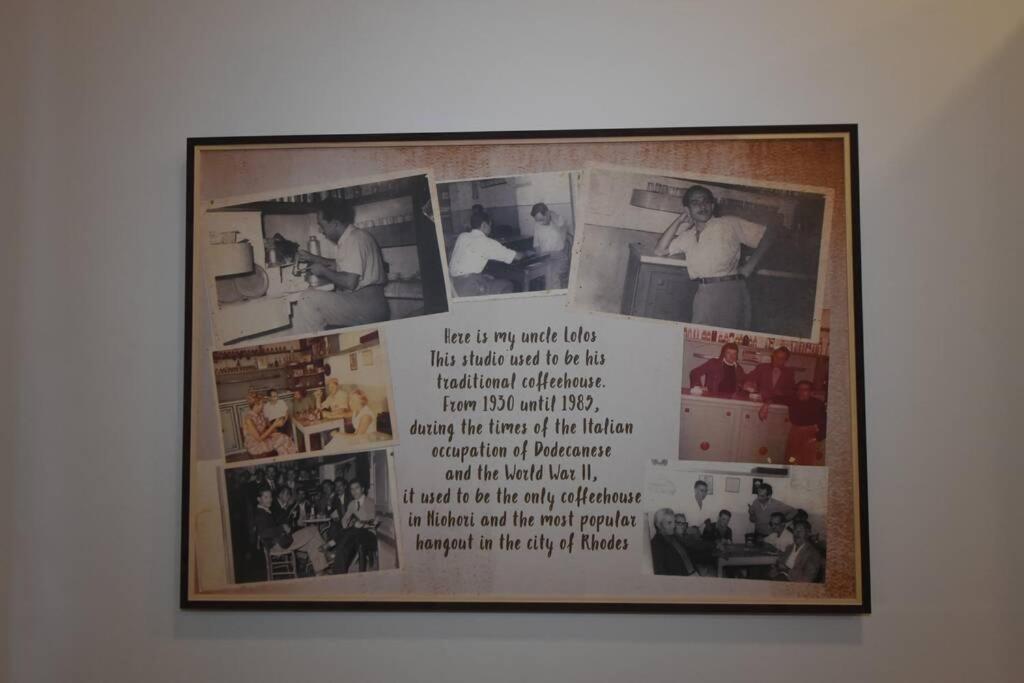 Here is my uncle Lolos
This studio used to be his
traditional coffeehouse.
From 1930 until 1985,
during the times of the Italian
occupation of Dodecanese
and the World War II,
it used to be the only coffeehouse
in Niohori and the most popular
hangout in the city of Rhodes